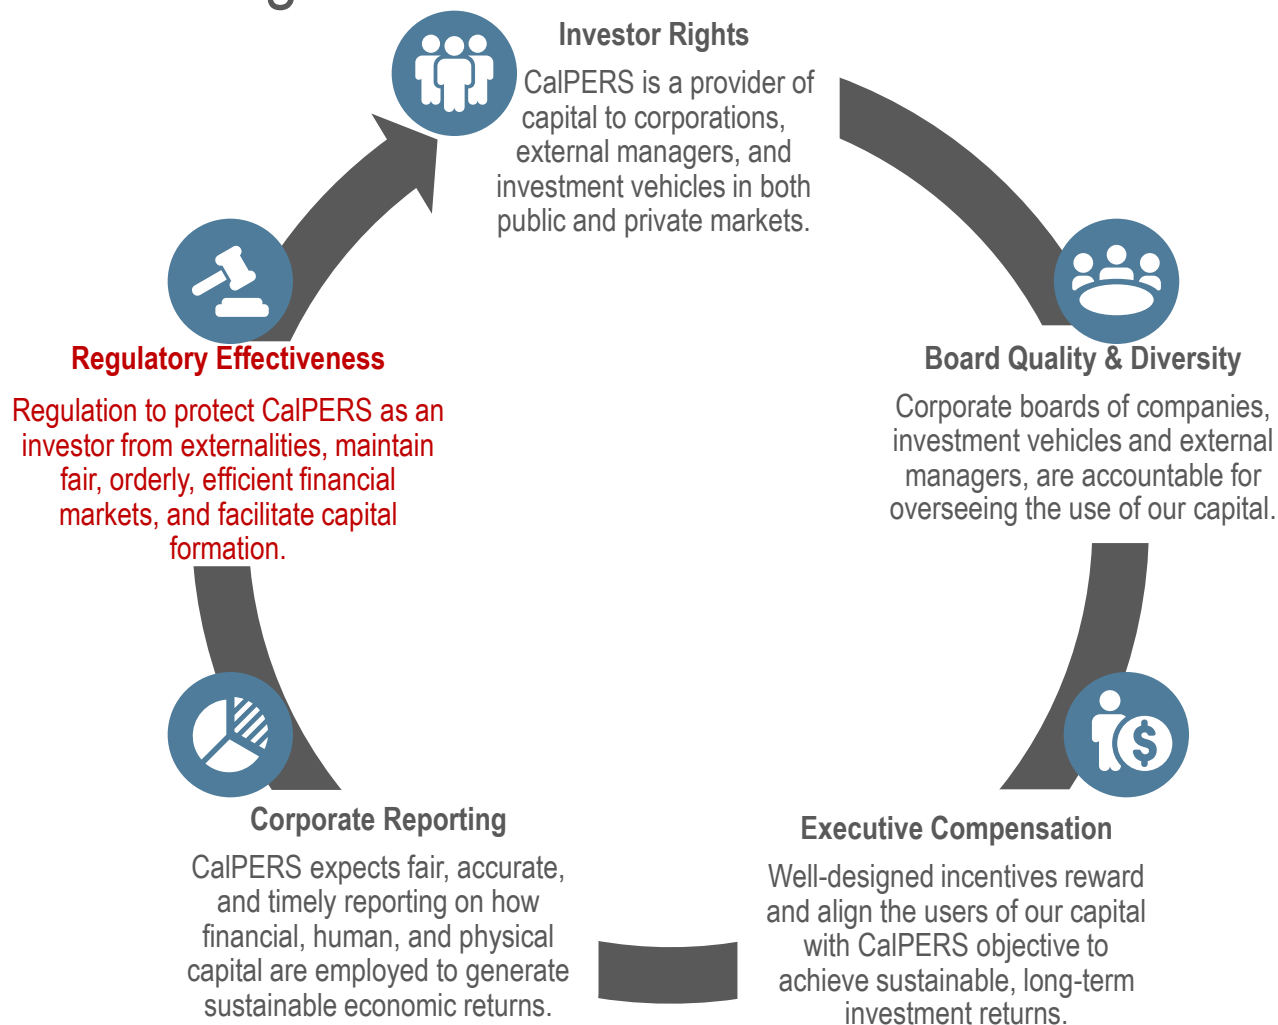 Investor Rights
CalPERS is a provider of
capital to corporations,
external managers, and
investment vehicles in both
public and private markets.
Board Quality & Diversity
Corporate boards of companies,
investment vehicles and external
managers, are accountable for
overseeing the use of our capital.
Executive Compensation
Well-designed incentives reward
and align the users of our capital
with CalPERS objective to
achieve sustainable, long-term
investment returns.
Corporate Reporting
CalPERS expects fair, accurate,
and timely reporting on how
financial, human, and physical
capital are employed to generate
sustainable economic returns.
Regulatory Effectiveness
Regulation to protect CalPERS as an
investor from externalities, maintain
fair, orderly, efficient financial
markets, and facilitate capital
formation.
$